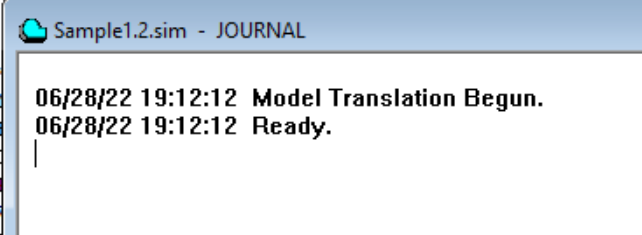 Sample1.2.sim - JOURNAL
06/28/22 19:12:12 Model Translation Begun.
06/28/22 19:12:12 Ready.